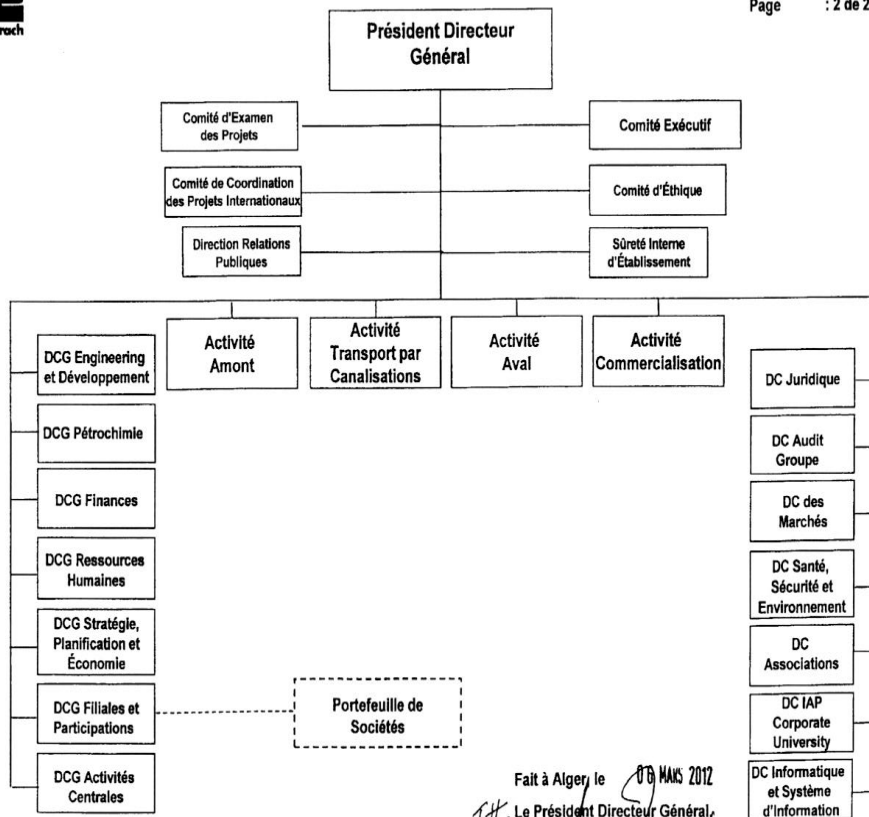 rach
Page : 2 de 2
Président Directeur
Général
Comité d'Examen
des Projets
Comité Exécutif
Comité de Coordination
des Projets Internationaux
Comité d'Éthique
Direction Relations
Publiques
Sûreté Interne
d'Établissement
Activité
Amont
Activité
Transport par
Canalisations
Activité
Aval
Activité
Commercialisation
DCG Engineering
et Développement
DCG Pétrochimie
DCG Finances
DCG Ressources
Humaines
DCG Stratégie,
Planification et
Économie
DCG Filiales et
Participations
DCG Activités
Centrales
Portefeuille de
Sociétés
DC Juridique
DC Audit
Groupe
DC des
Marchés
DC Santé,
Sécurité et
Environnement
DC
Associations
DC IAP
Corporate
University
DC Informatique
et Système
d'Information
Fait à Alger, le MARS 2012
Le Président Directeur Général,